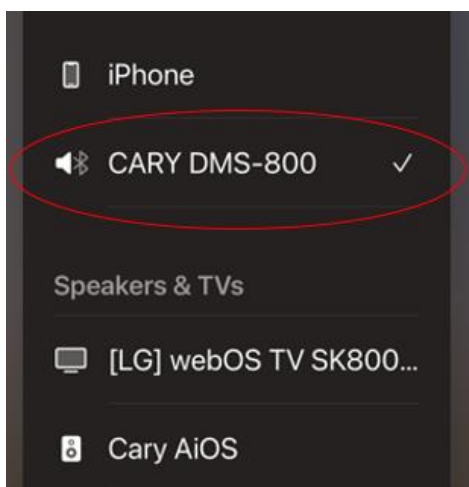 iPhone
CARY DMS-800
Speakers & TVs
[LG] webOS TV SK800...
Cary AiOS